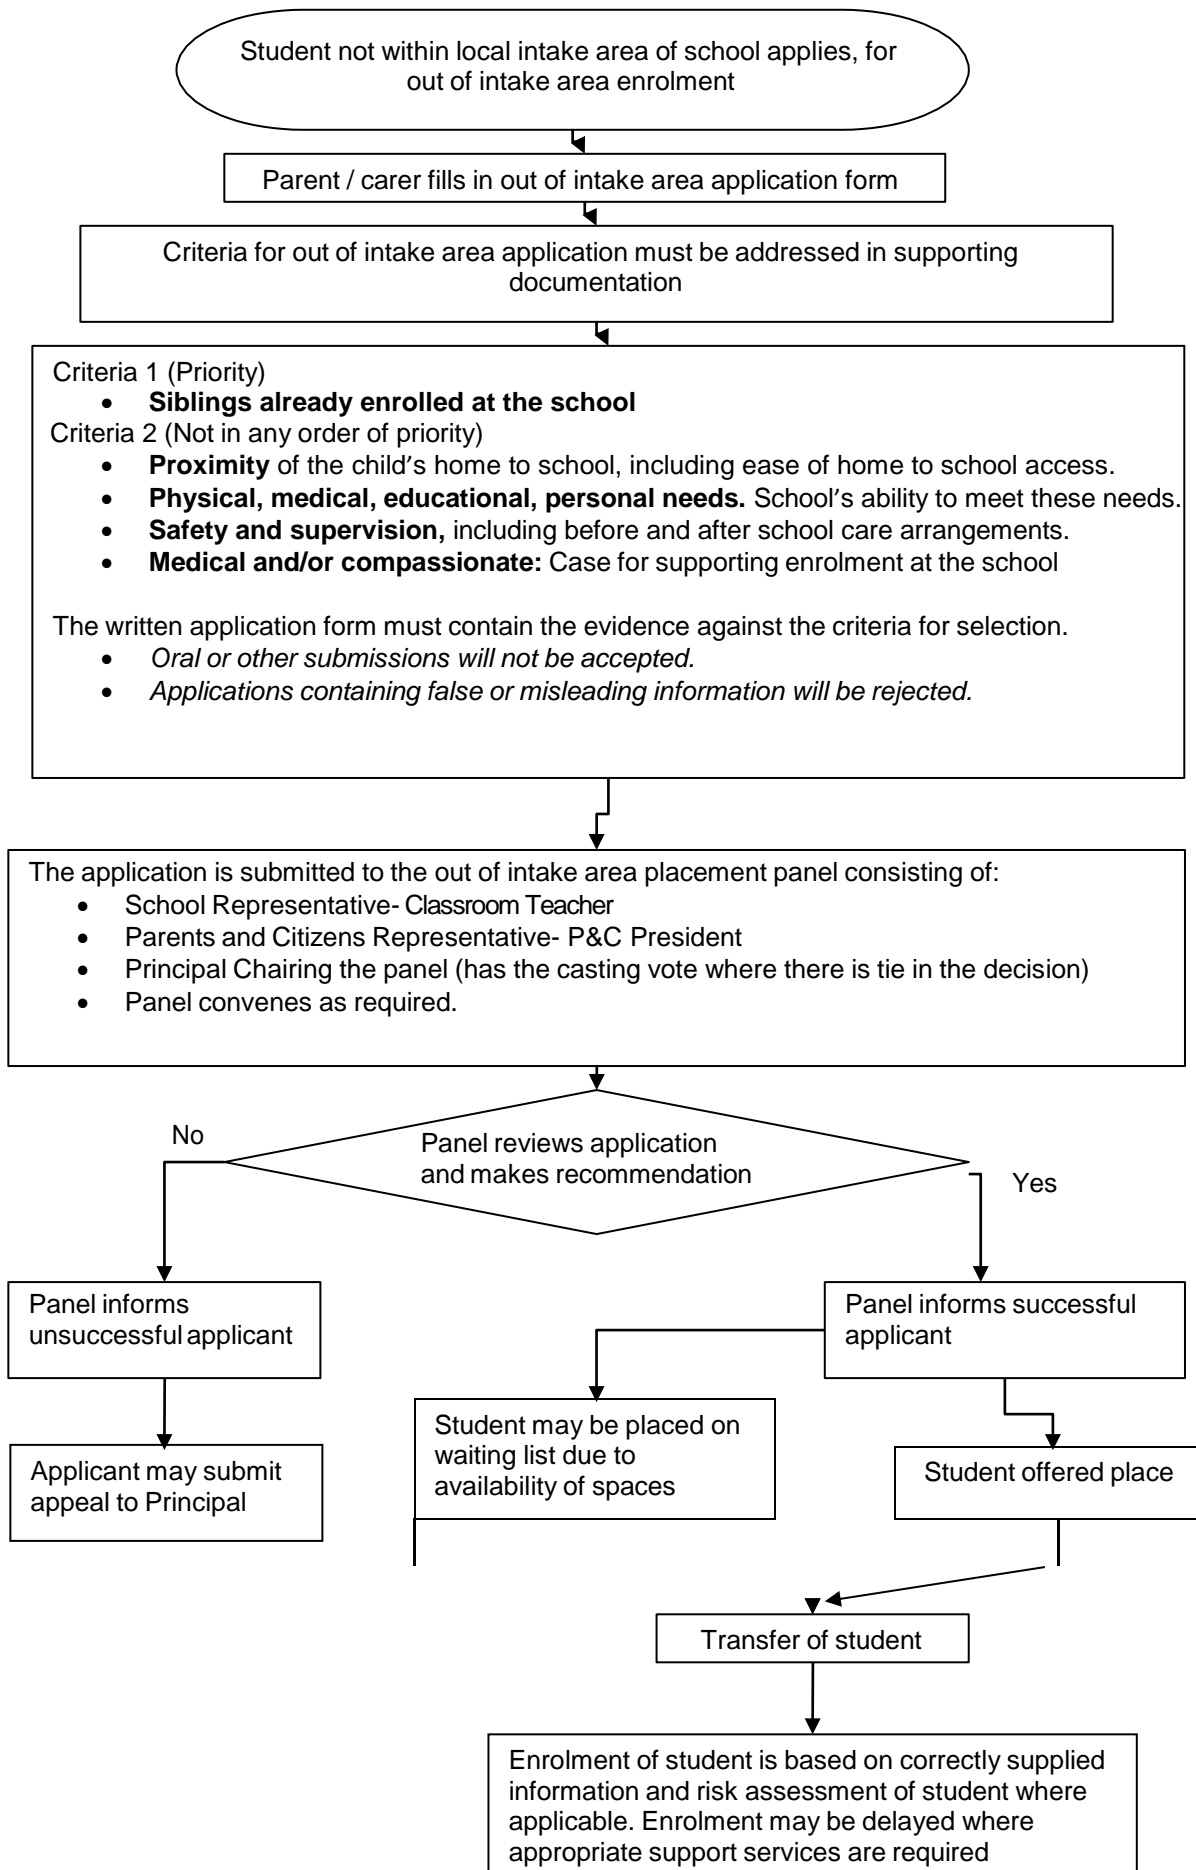 Student not within local intake area of school applies, for
out of intake area enrolment
Parent / carer fills in out of intake area application form
Criteria for out of intake area application must be addressed in supporting
documentation
Criteria 1 (Priority)
• Siblings already enrolled at the school
Criteria 2 (Not in any order of priority)
• Proximity of the child's home to school, including ease of home to school access.
• Physical, medical, educational, personal needs. School's ability to meet these needs.
• Safety and supervision, including before and after school care arrangements.
• Medical and/or compassionate: Case for supporting enrolment at the school
The written application form must contain the evidence against the criteria for selection.
• Oral or other submissions will not be accepted.
• Applications containing false or misleading information will be rejected.
The application is submitted to the out of intake area placement panel consisting of:
• School Representative- Classroom Teacher
• Parents and Citizens Representative- P&C President
• Principal Chairing the panel (has the casting vote where there is tie in the decision)
• Panel convenes as required.
No
Panel reviews application
and makes recommendation
Yes
Panel informs
unsuccessful applicant
Panel informs successful
applicant
Applicant may submit
appeal to Principal
Student may be placed on
waiting list due to
availability of spaces
Student offered place
Transfer of student
Enrolment of student is based on correctly supplied
information and risk assessment of student where
applicable. Enrolment may be delayed where
appropriate support services are required